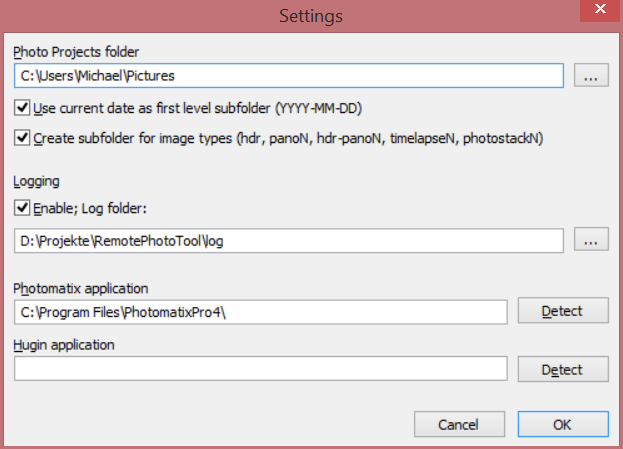 Settings
Photo Projects folder
C:\Users\Michael\Pictures
...
Use current date as first level subfolder (YYYY-MM-DD)
Create subfolder for image types (hdr, panoN, hdr-panoN, timelapseN, photostackN)
Logging
Enable; Log folder:
D:\Projekte\RemotePhotoTool\log
...
Photomatix application
C:\Program Files\PhotomatixPro4\
Detect
Hugin application
Detect
Cancel
OK